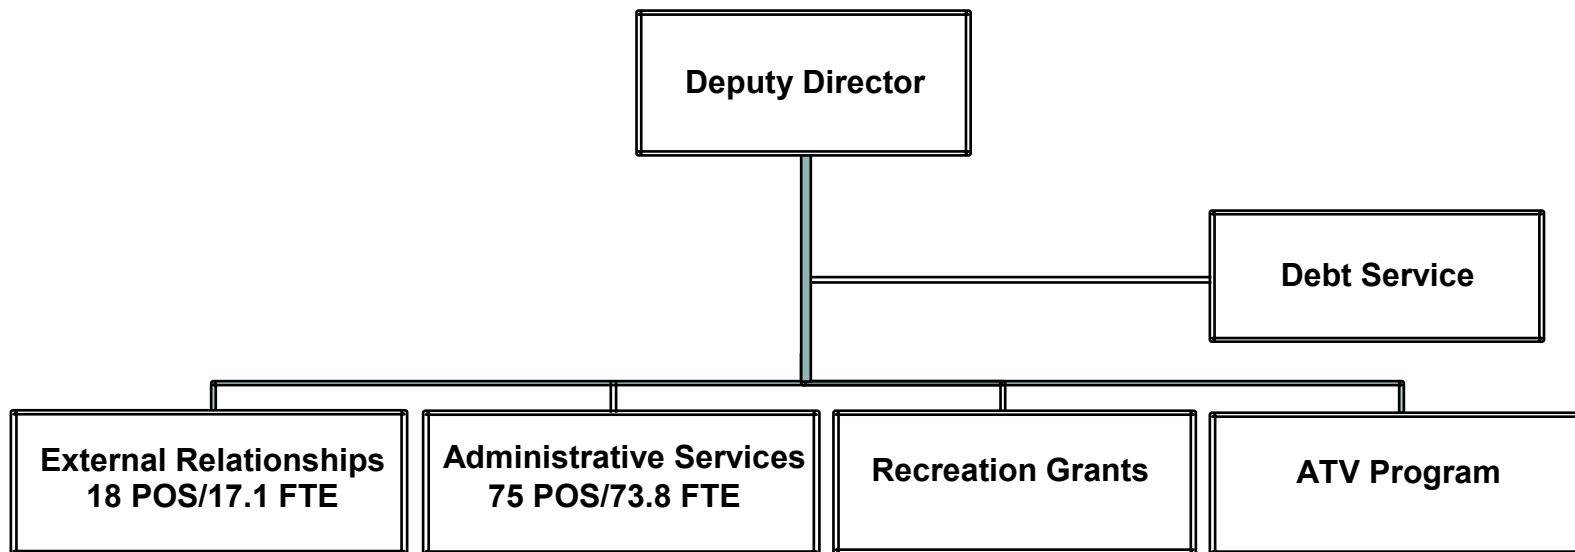 Deputy Director
Debt Service
External Relationships
18 POS/17.1 FTE
Administrative Services
75 POS/73.8 FTE
Recreation Grants
ATV Program